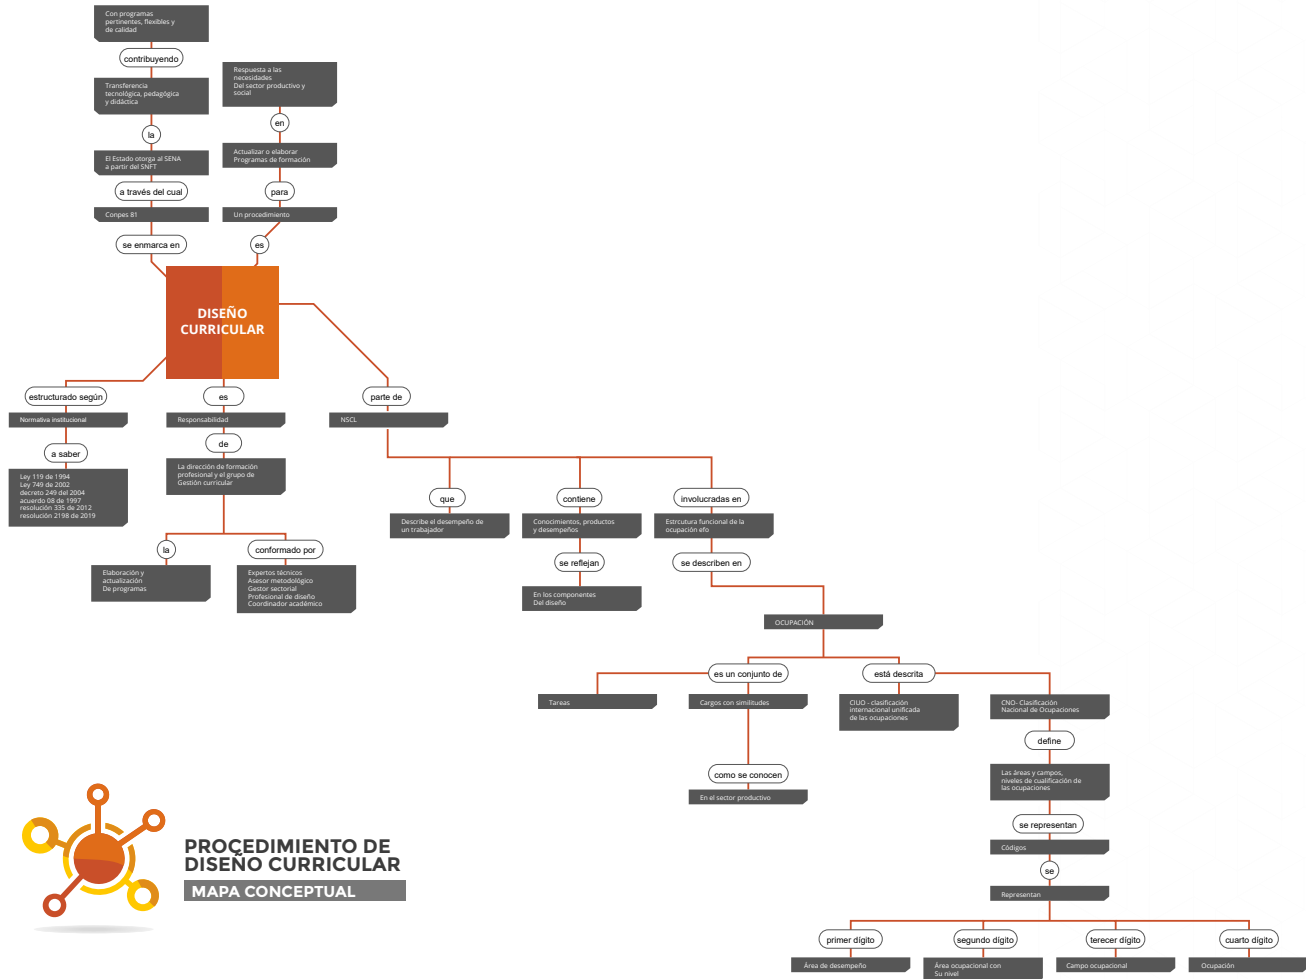 Con programas
pertinentes, flexibles y
de calidad
contribuyendo
Transferencia
tecnológica, pedagógica
y didáctica
la
El Estado otorga al SENA
a partir del SNFT
a través del cual
Conpes 81
se enmarca en
Respuesta a las
necesidades
Del sector productivo y
social
en
Actualizar o elaborar
Programas de formación
para
Un procedimiento
es
DISEÑO
CURRICULAR
estructurado según
Normativa institucional
a saber
Ley 119 de 1994
Ley 749 de 2002
decreto 249 del 2004
acuerdo 08 de 1997
resolución 335 de 2012
resolución 2198 de 2019
es
Responsabilidad
de
La dirección de formación
profesional y el grupo de
Gestión curricular
la
Elaboración y
actualización
De programas
conformado por
Expertos técnicos
Asesor metodológico
Gestor sectorial
Profesional de diseño
Coordinador académico
parte de
NSCL
que
Describe el desempeño de
un trabajador
contiene
Conocimientos, productos
y desempeños
se reflejan
En los componentes
Del diseño
involucradas en
Estrcutura funcional de la
ocupación efo
se describen en
OCUPACIÓN
es un conjunto de
Tareas
Cargos con similitudes
como se conocen
En el sector productivo
está descrita
CIUO - clasificación
internacional unificada
de las ocupaciones
CNO- Clasificación
Nacional de Ocupaciones
define
Las áreas y campos,
niveles de cualificación de
las ocupaciones
se representan
Códigos
se
Representan
primer dígito
Área de desempeño
segundo dígito
Área ocupacional con
Su nivel
terecer dígito
Campo ocupacional
cuarto dígito
Ocupación
PROCEDIMIENTO DE
DISEÑO CURRICULAR
MAPA CONCEPTUAL